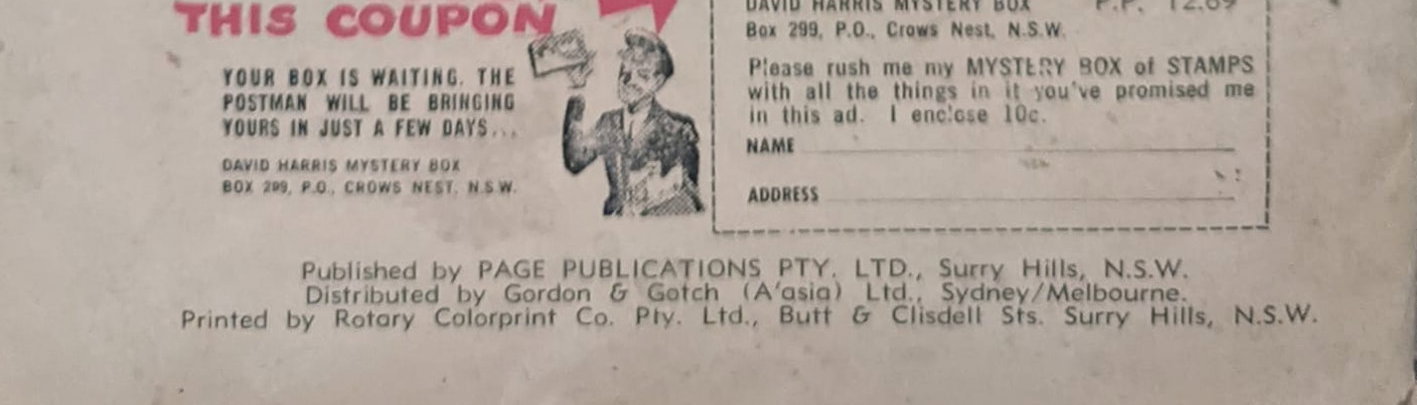 THIS COUPON
YOUR BOX IS WAITING. THE
POSTMAN WILL BE BRINGING
YOURS IN JUST A FEW DAYS...
DAVID HARRIS MYSTERY BOX
BOX 299, P.O., CROWS NEST, N.S.W.
DAVID HARRIS MYSTERY BOX P.P. 12.69
Box 299, P.O., Crows Nest, N.S.W.
Please rush me my MYSTERY BOX of STAMPS
with all the things in it you've promised me
in this ad. I enclose 10c.
NAME
ADDRESS
Published by PAGE PUBLICATIONS PTY. LTD., Surry Hills, N.S.W.
Distributed by Gordon & Gotch (A'asia) Ltd., Sydney/Melbourne.
Printed by Rotary Colorprint Co. Pty. Ltd., Butt & Clisdell Sts. Surry Hills, N.S.W.